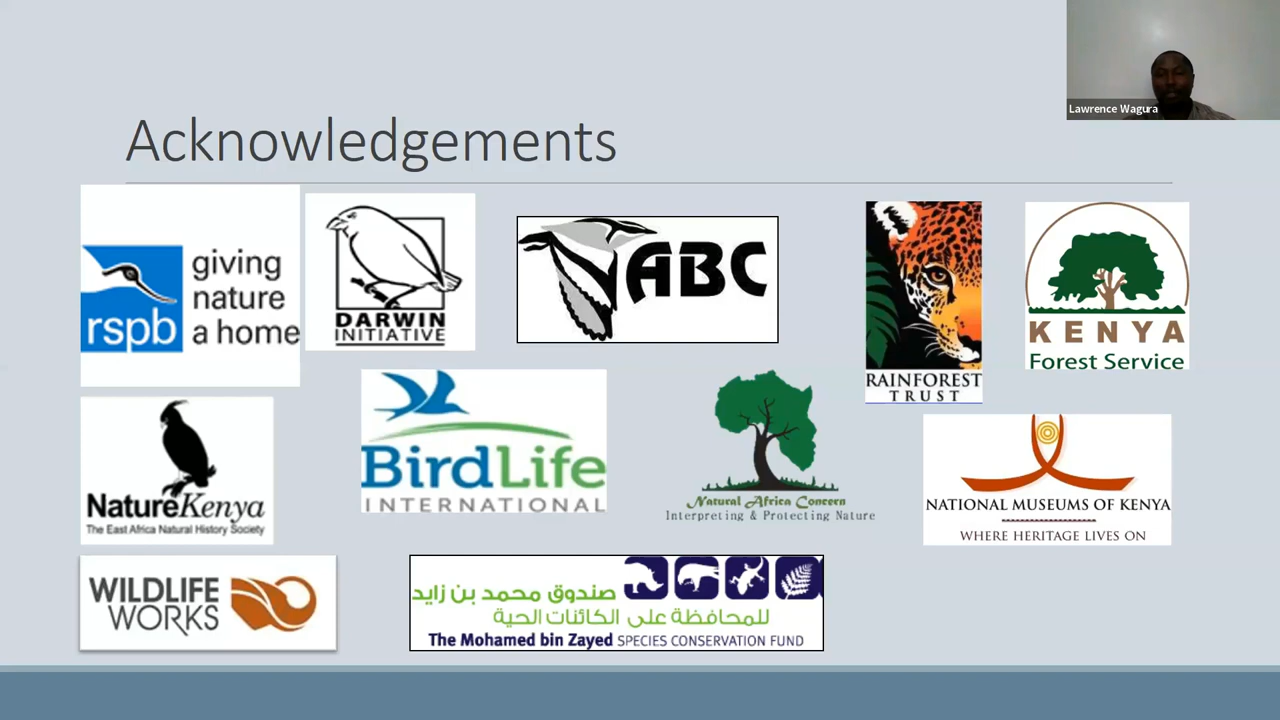 Lawrence Wagura
Acknowledgements
rspb
giving
nature
a home
DARWIN
INITIATIVE
ABC
RAINFOREST
TRUST
KENYA
Forest Service
NatureKenya
The East Africa Natural History Society
BirdLife
INTERNATIONAL
Natural Africa Concern
Interpreting & Protecting Nature
NATIONAL MUSEUMS OF KENYA
WHERE HERITAGE LIVES ON
WILDLIFE
WORKS
صندوق محمد بن زايد
للمحافظة على الكائنات الحية
The Mohamed bin Zayed SPECIES CONSERVATION FUND